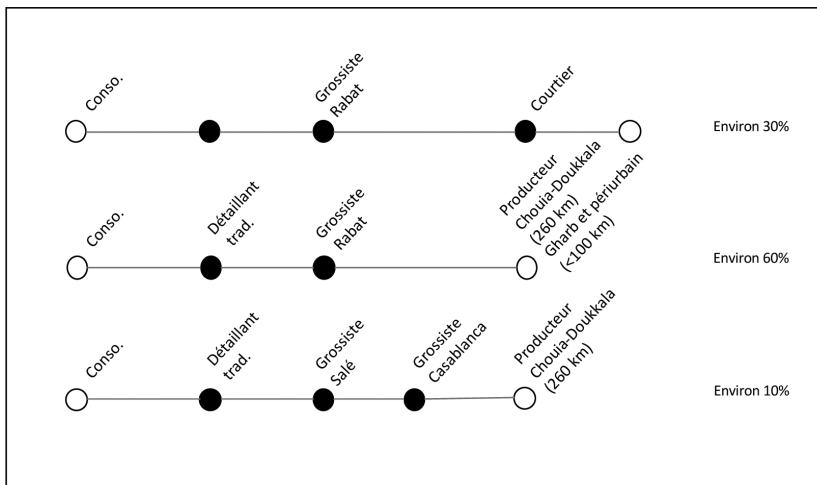 Conso.
Grossiste
Rabat
Courtier
Environ 30%
Conso.
Détaillant
trad.
Grossiste
Rabat
Producteur
Chouia-Doukkala
(260 km)
Gharb et périurbain
(<100 km)
Environ 60%
Conso.
Détaillant
trad.
Grossiste
Salé
Grossiste
Casablanca
Producteur
Chouia-Doukkala
(260 km)
Environ 10%